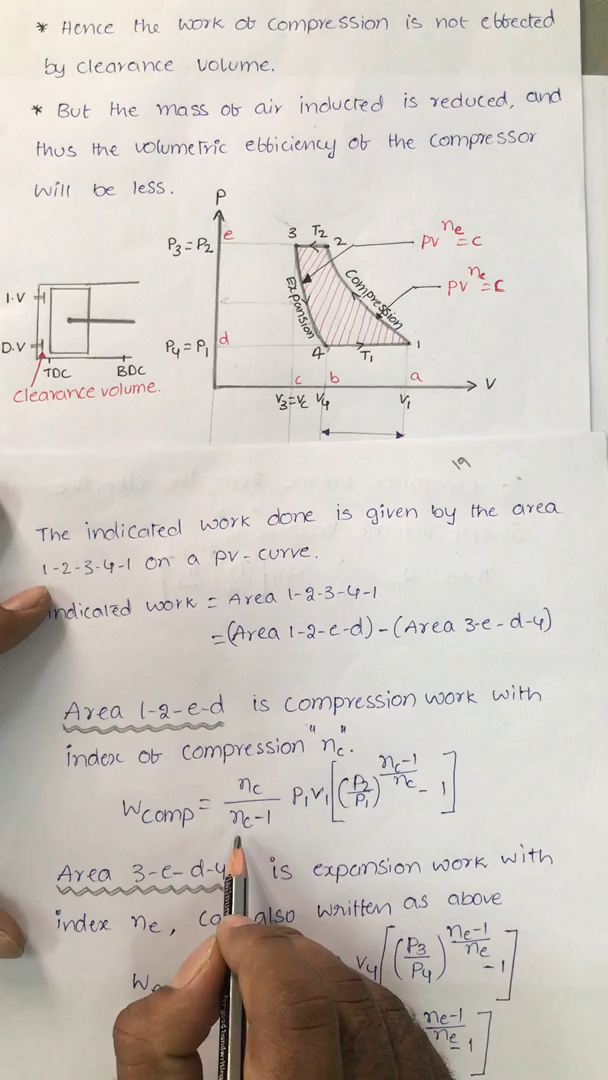 * Hence the work of compression is not effected
by clearance volume.
* But the mass of air inducted is reduced, and
thus the volumetric efficiency of the compressor
will be less.
P
P3 = P2
e
3
T2
2
PV^ne = C
PV^ne = C
Expansion
Compression
I.V
D.V
TDC
BDC
Clearance volume.
P4 = P1
d
4
T1
1
c
b
a
V
V3=Vc
V4
V1
19
The indicated work done is given by the area
1-2-3-4-1 on a PV-curve.
indicated work = Area 1-2-3-4-1
=(Area 1-2-e-d) - (Area 3-e-d-4)
Area 1-2-e-d is compression work with
index of compression "nc".
Wcomp = nc/(nc-1) P1V1 [(P2/P1)^((nc-1)/nc) - 1]
Area 3-e-d-4 is expansion work with
index ne, also written as above
V4 [(P3/P4)^((ne-1)/ne) - 1]
(ne-1)/ne 1]